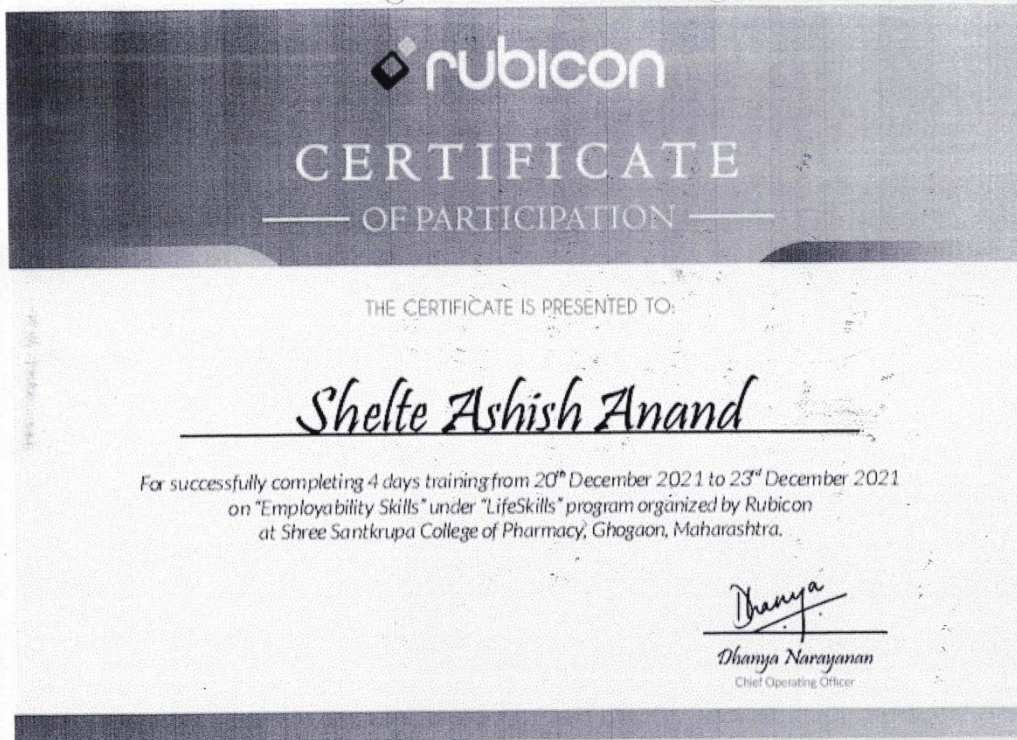 rubicon
CERTIFICATE
OF PARTICIPATION
THE CERTIFICATE IS PRESENTED TO:
Shelte Ashish Anand
For successfully completing 4 days training from 20th December 2021 to 23rd December 2021
on "Employability Skills" under "LifeSkills" program organized by Rubicon
at Shree Santkrupa College of Pharmacy, Ghogaon, Maharashtra.
Dhanya
Dhanya Narayanan
Chief Operating Officer